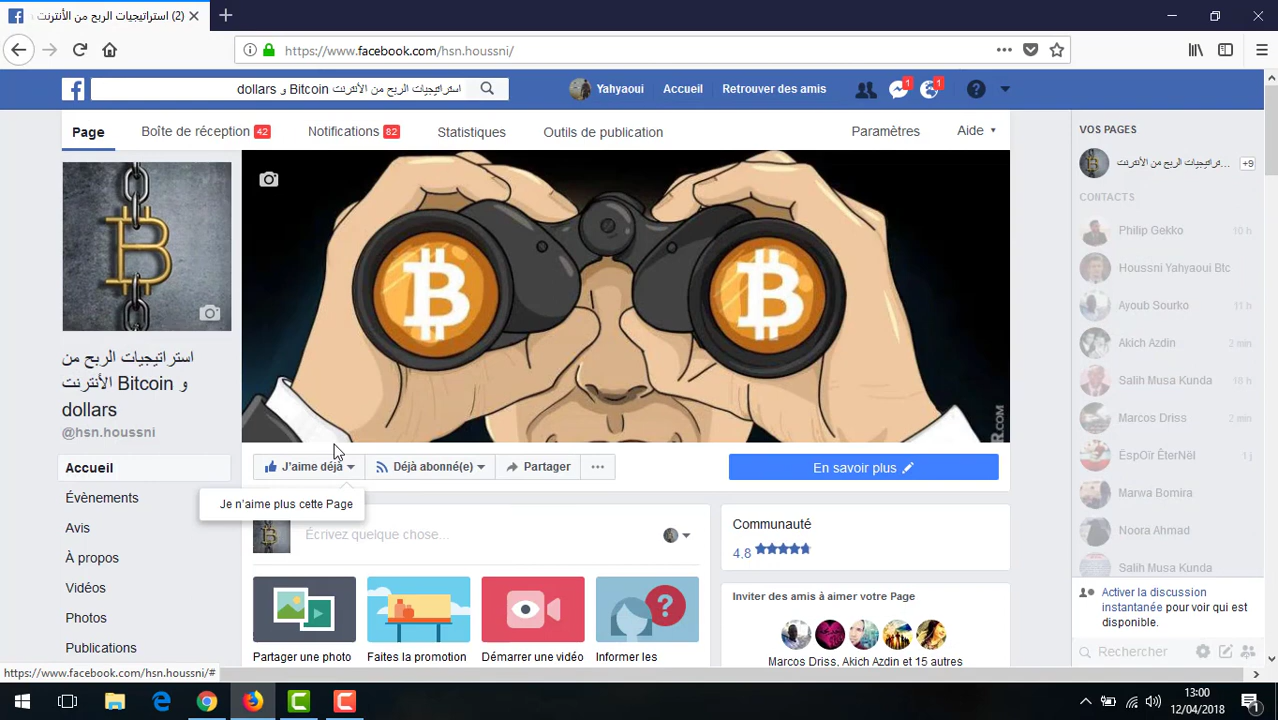 (2) استراتيجيات الربح من الأنترنت
https://www.facebook.com/hsn.houssni/
استراتيجيات الربح من الأنترنت Bitcoin و dollars
Yahyaoui
Accueil
Retrouver des amis
1
1
Page
Boîte de réception 42
Notifications 82
Statistiques
Outils de publication
Paramètres
Aide
استراتيجيات الربح من
الأنترنت Bitcoin و
dollars
@hsn.houssni
Accueil
Évènements
Avis
À propos
Vidéos
Photos
Publications
J'aime déjà
Déjà abonné(e)
Partager
En savoir plus
Je n'aime plus cette Page
Écrivez quelque chose...
Partager une photo
Faites la promotion
Démarrer une vidéo
Informer les
Communauté
4.8
Inviter des amis à aimer votre Page
Marcos Driss, Akich Azdin et 15 autres
VOS PAGES
...تراتيجيات الربح من الأنترنت
+9
CONTACTS
Philip Gekko 10 h
Houssni Yahyaoui Btc
Ayoub Sourko 11 h
Akich Azdin 2 min
Salih Musa Kunda 10 h
Marcos Driss 2 min
ËspOïr ÊterNël 1 j
Marwa Bomira
Noora Ahmad
Salih Musa Kunda
Activer la discussion
instantanée pour voir qui est
disponible.
Rechercher
https://www.facebook.com/hsn.houssni/#
13:00
12/04/2018
1